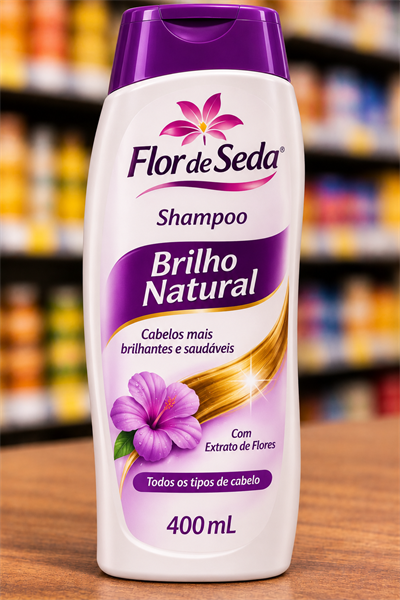 Flor de Seda®
Shampoo
Brilho
Natural
Cabelos mais
brilhantes e saudáveis
Com
Extrato de Flores
Todos os tipos de cabelo
400 mL